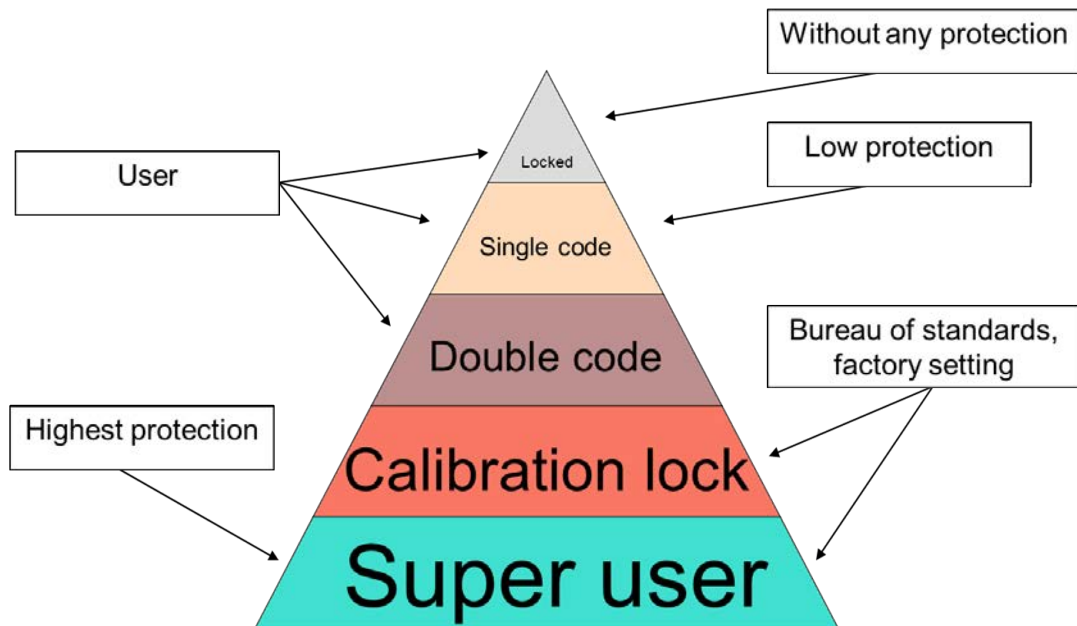 Without any protection
Locked
Low protection
User
Single code
Double code
Bureau of standards,
factory setting
Highest protection
Calibration lock
Super user